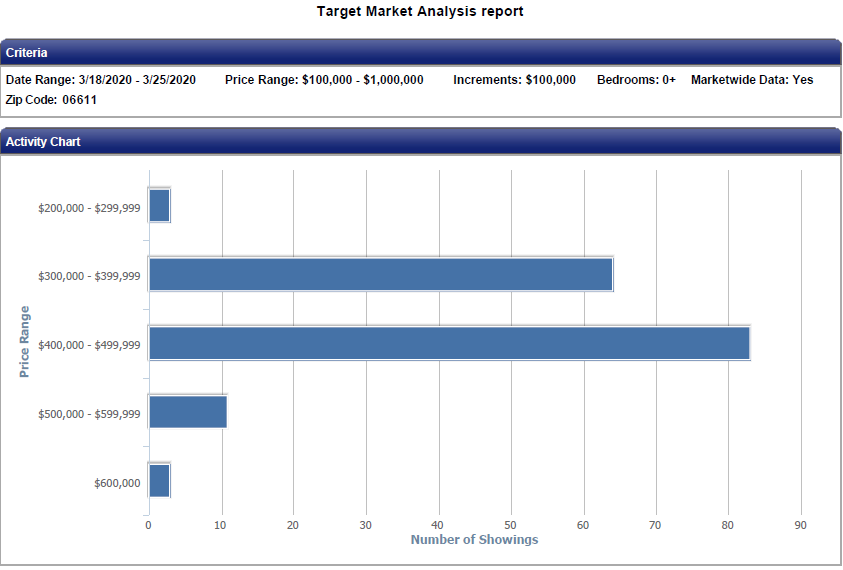 Target Market Analysis report
Criteria
Date Range: 3/18/2020 - 3/25/2020 Price Range: $100,000 - $1,000,000 Increments: $100,000 Bedrooms: 0+ Marketwide Data: Yes
Zip Code: 06611
Activity Chart
Price Range
$200,000 - $299,999
$300,000 - $399,999
$400,000 - $499,999
$500,000 - $599,999
$600,000
0 10 20 30 40 50 60 70 80 90
Number of Showings